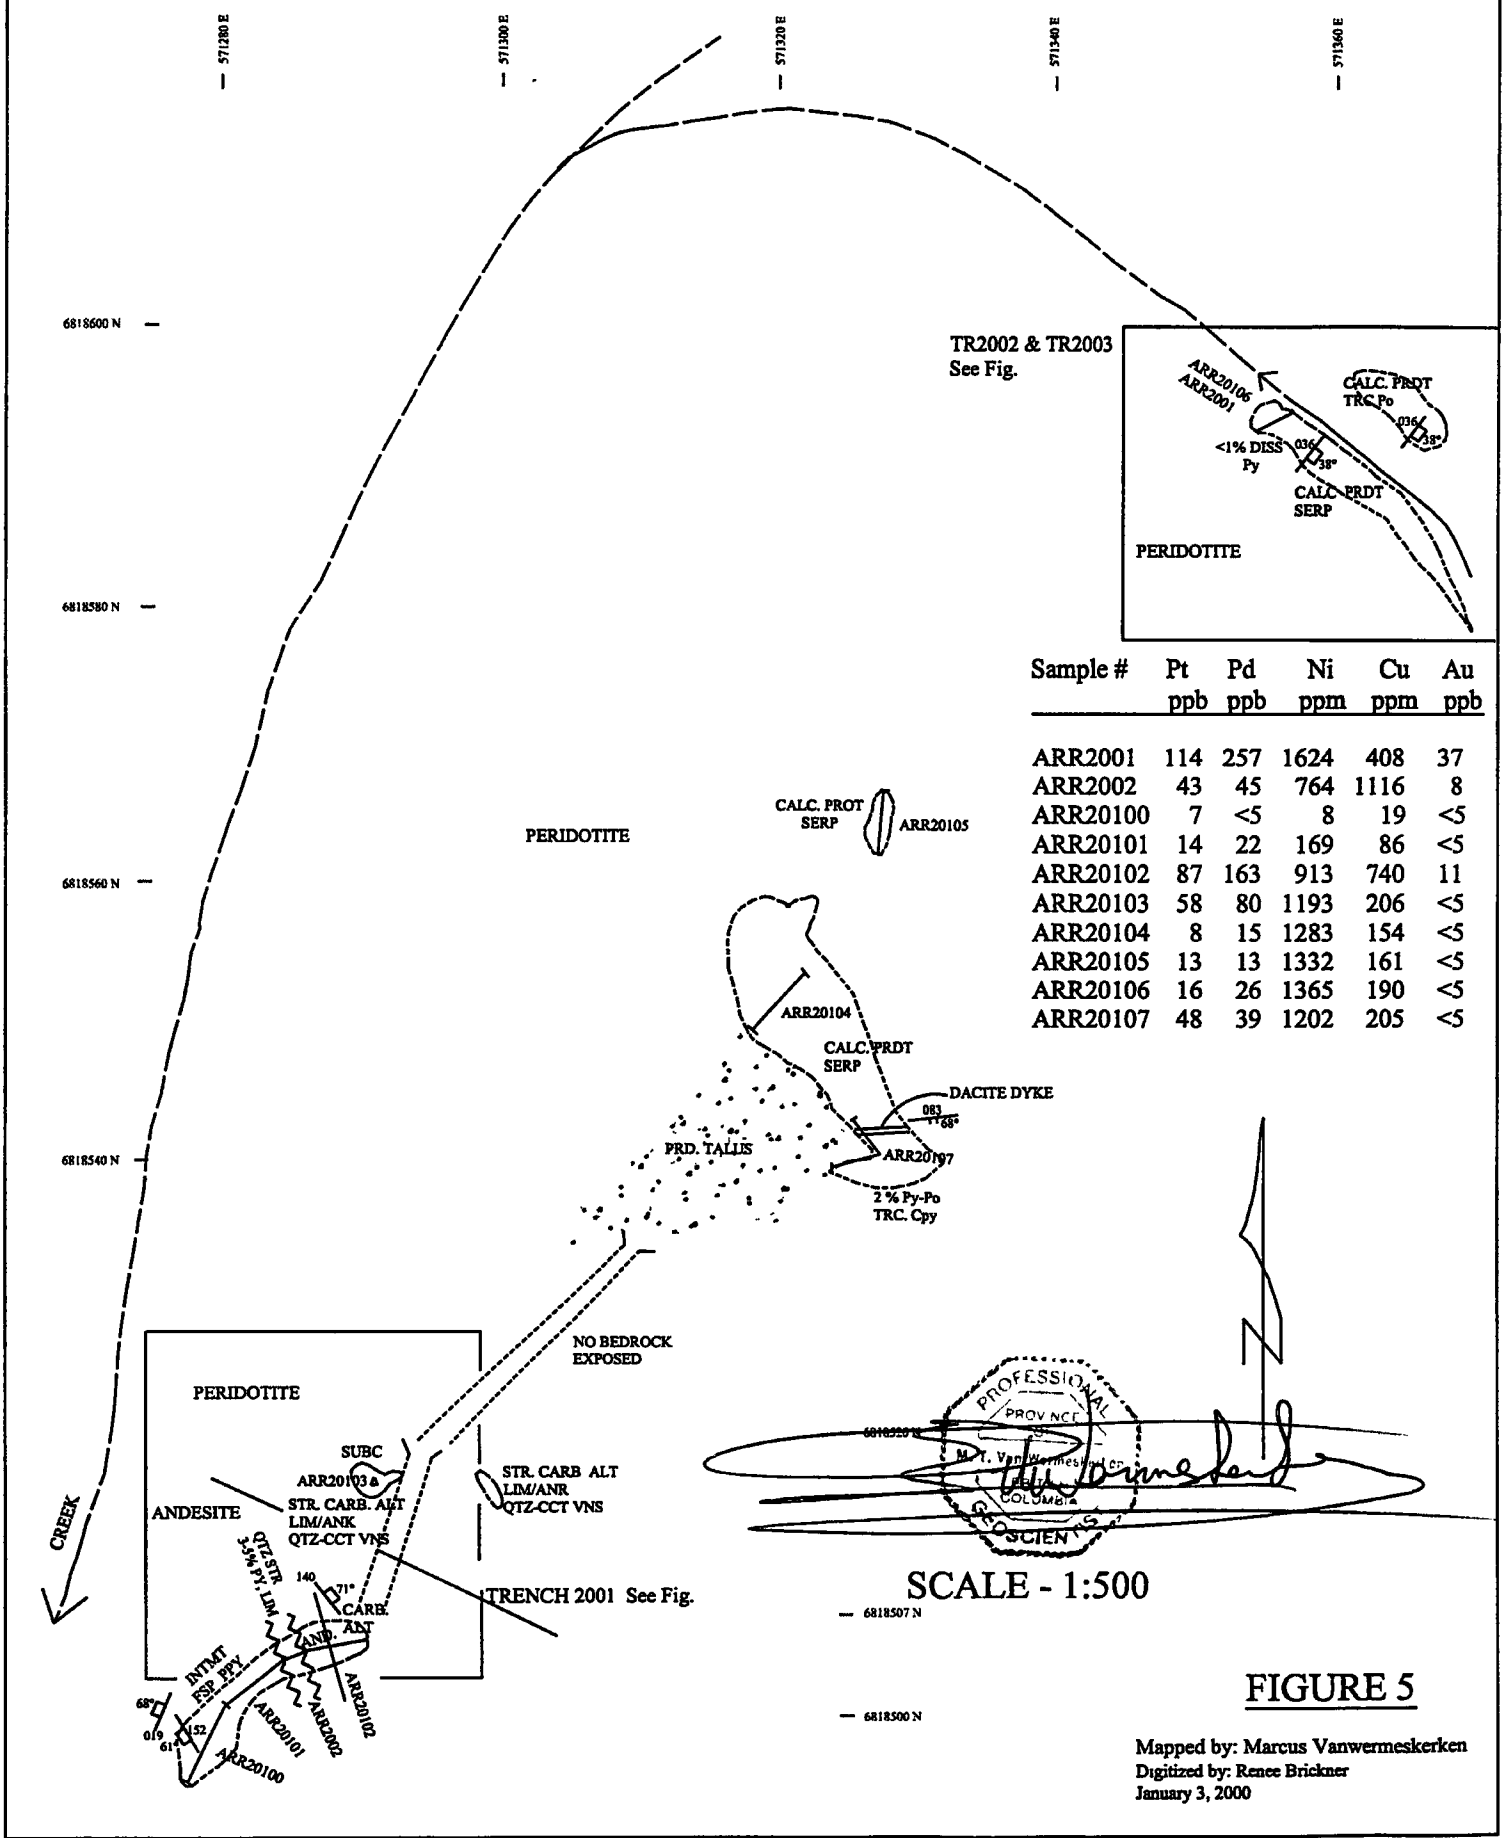 571280 E
571300 E
571320 E
571340 E
571360 E
6818600 N
TR2002 & TR2003
See Fig.
ARR20106
ARR2001
CALC. PRDT
TRC Po
036
38°
<1% DISS
Py
036
38°
CALC PRDT
SERP
PERIDOTITE
6818580 N
Sample # Pt Pd Ni Cu Au
ppb ppb ppm ppm ppb
ARR2001 114 257 1624 408 37
ARR2002 43 45 764 1116 8
ARR20100 7 <5 8 19 <5
ARR20101 14 22 169 86 <5
ARR20102 87 163 913 740 11
ARR20103 58 80 1193 206 <5
ARR20104 8 15 1283 154 <5
ARR20105 13 13 1332 161 <5
ARR20106 16 26 1365 190 <5
ARR20107 48 39 1202 205 <5
CALC. PROT
SERP
ARR20105
PERIDOTITE
6818560 N
ARR20104
CALC. PRDT
SERP
DACITE DYKE
083
68°
PRD. TALUS
ARR20107
6818540 N
2 % Py-Po
TRC. Cpy
NO BEDROCK
EXPOSED
N
PERIDOTITE
PROFESSIONAL
PROVINCE
OF
6818520 N
M. T. Van Wermeskerken
BRITISH
COLUMBIA
GEOSCIENTIST
SUBC
ARR20103
STR. CARB. ALT
LIM/ANK
QTZ-CCT VNS
STR. CARB ALT
LIM/ANR
QTZ-CCT VNS
ANDESITE
CREEK
QTZ STR
3-5% PY, LIM
140
71°
CARB.
ALT
AND.
TRENCH 2001 See Fig.
SCALE - 1:500
6818507 N
INTMT
FSP PPY
68°
019
152
61°
ARR20100
ARR20101
ARR2002
ARR20102
6818500 N
FIGURE 5
Mapped by: Marcus Vanwermeskerken
Digitized by: Renee Brickner
January 3, 2000